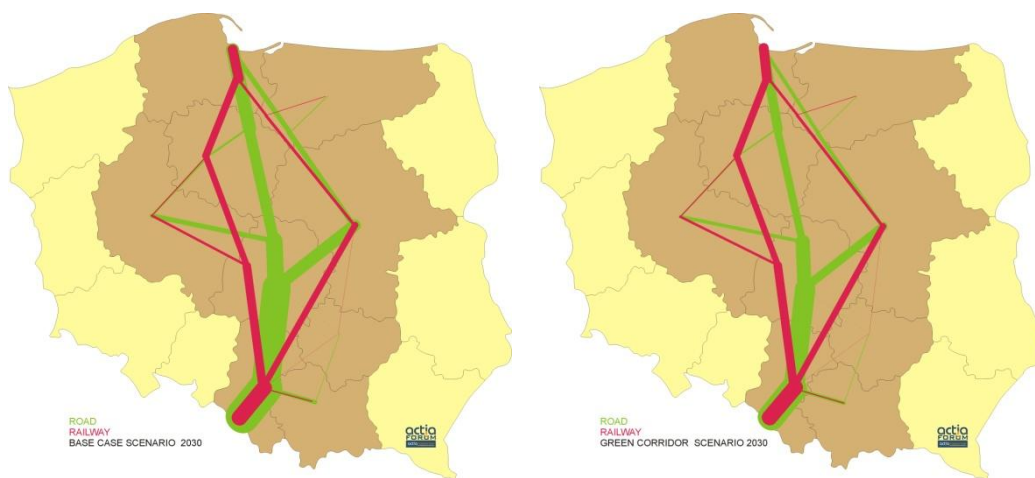 ROAD
RAILWAY
BASE CASE SCENARIO 2030
actia
FORUM
ROAD
RAILWAY
GREEN CORRIDOR SCENARIO 2030
actia
FORUM